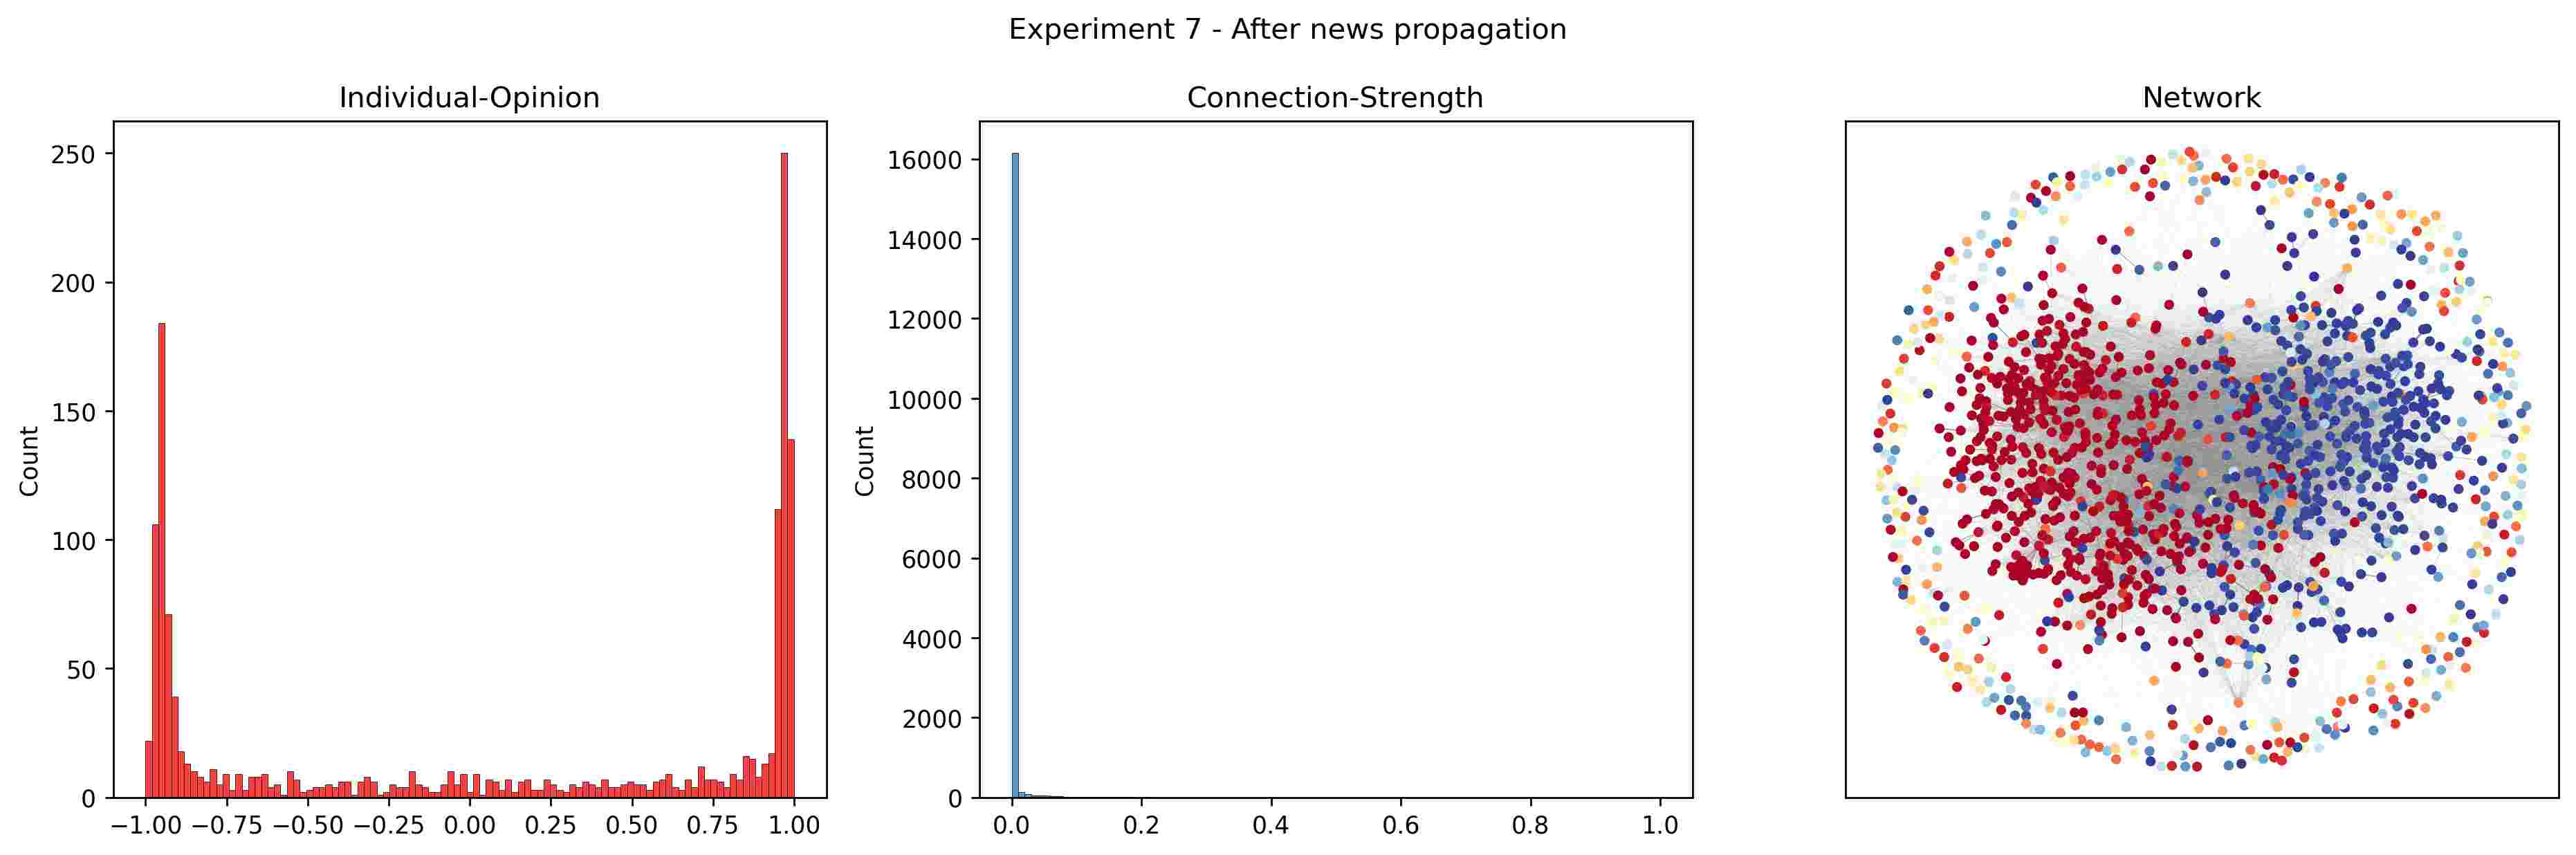 Experiment 7 - After news propagation
Individual-Opinion
Count
250
200
150
100
50
0
−1.00 −0.75 −0.50 −0.25 0.00 0.25 0.50 0.75 1.00
Connection-Strength
Count
16000
14000
12000
10000
8000
6000
4000
2000
0
0.0 0.2 0.4 0.6 0.8 1.0
Network